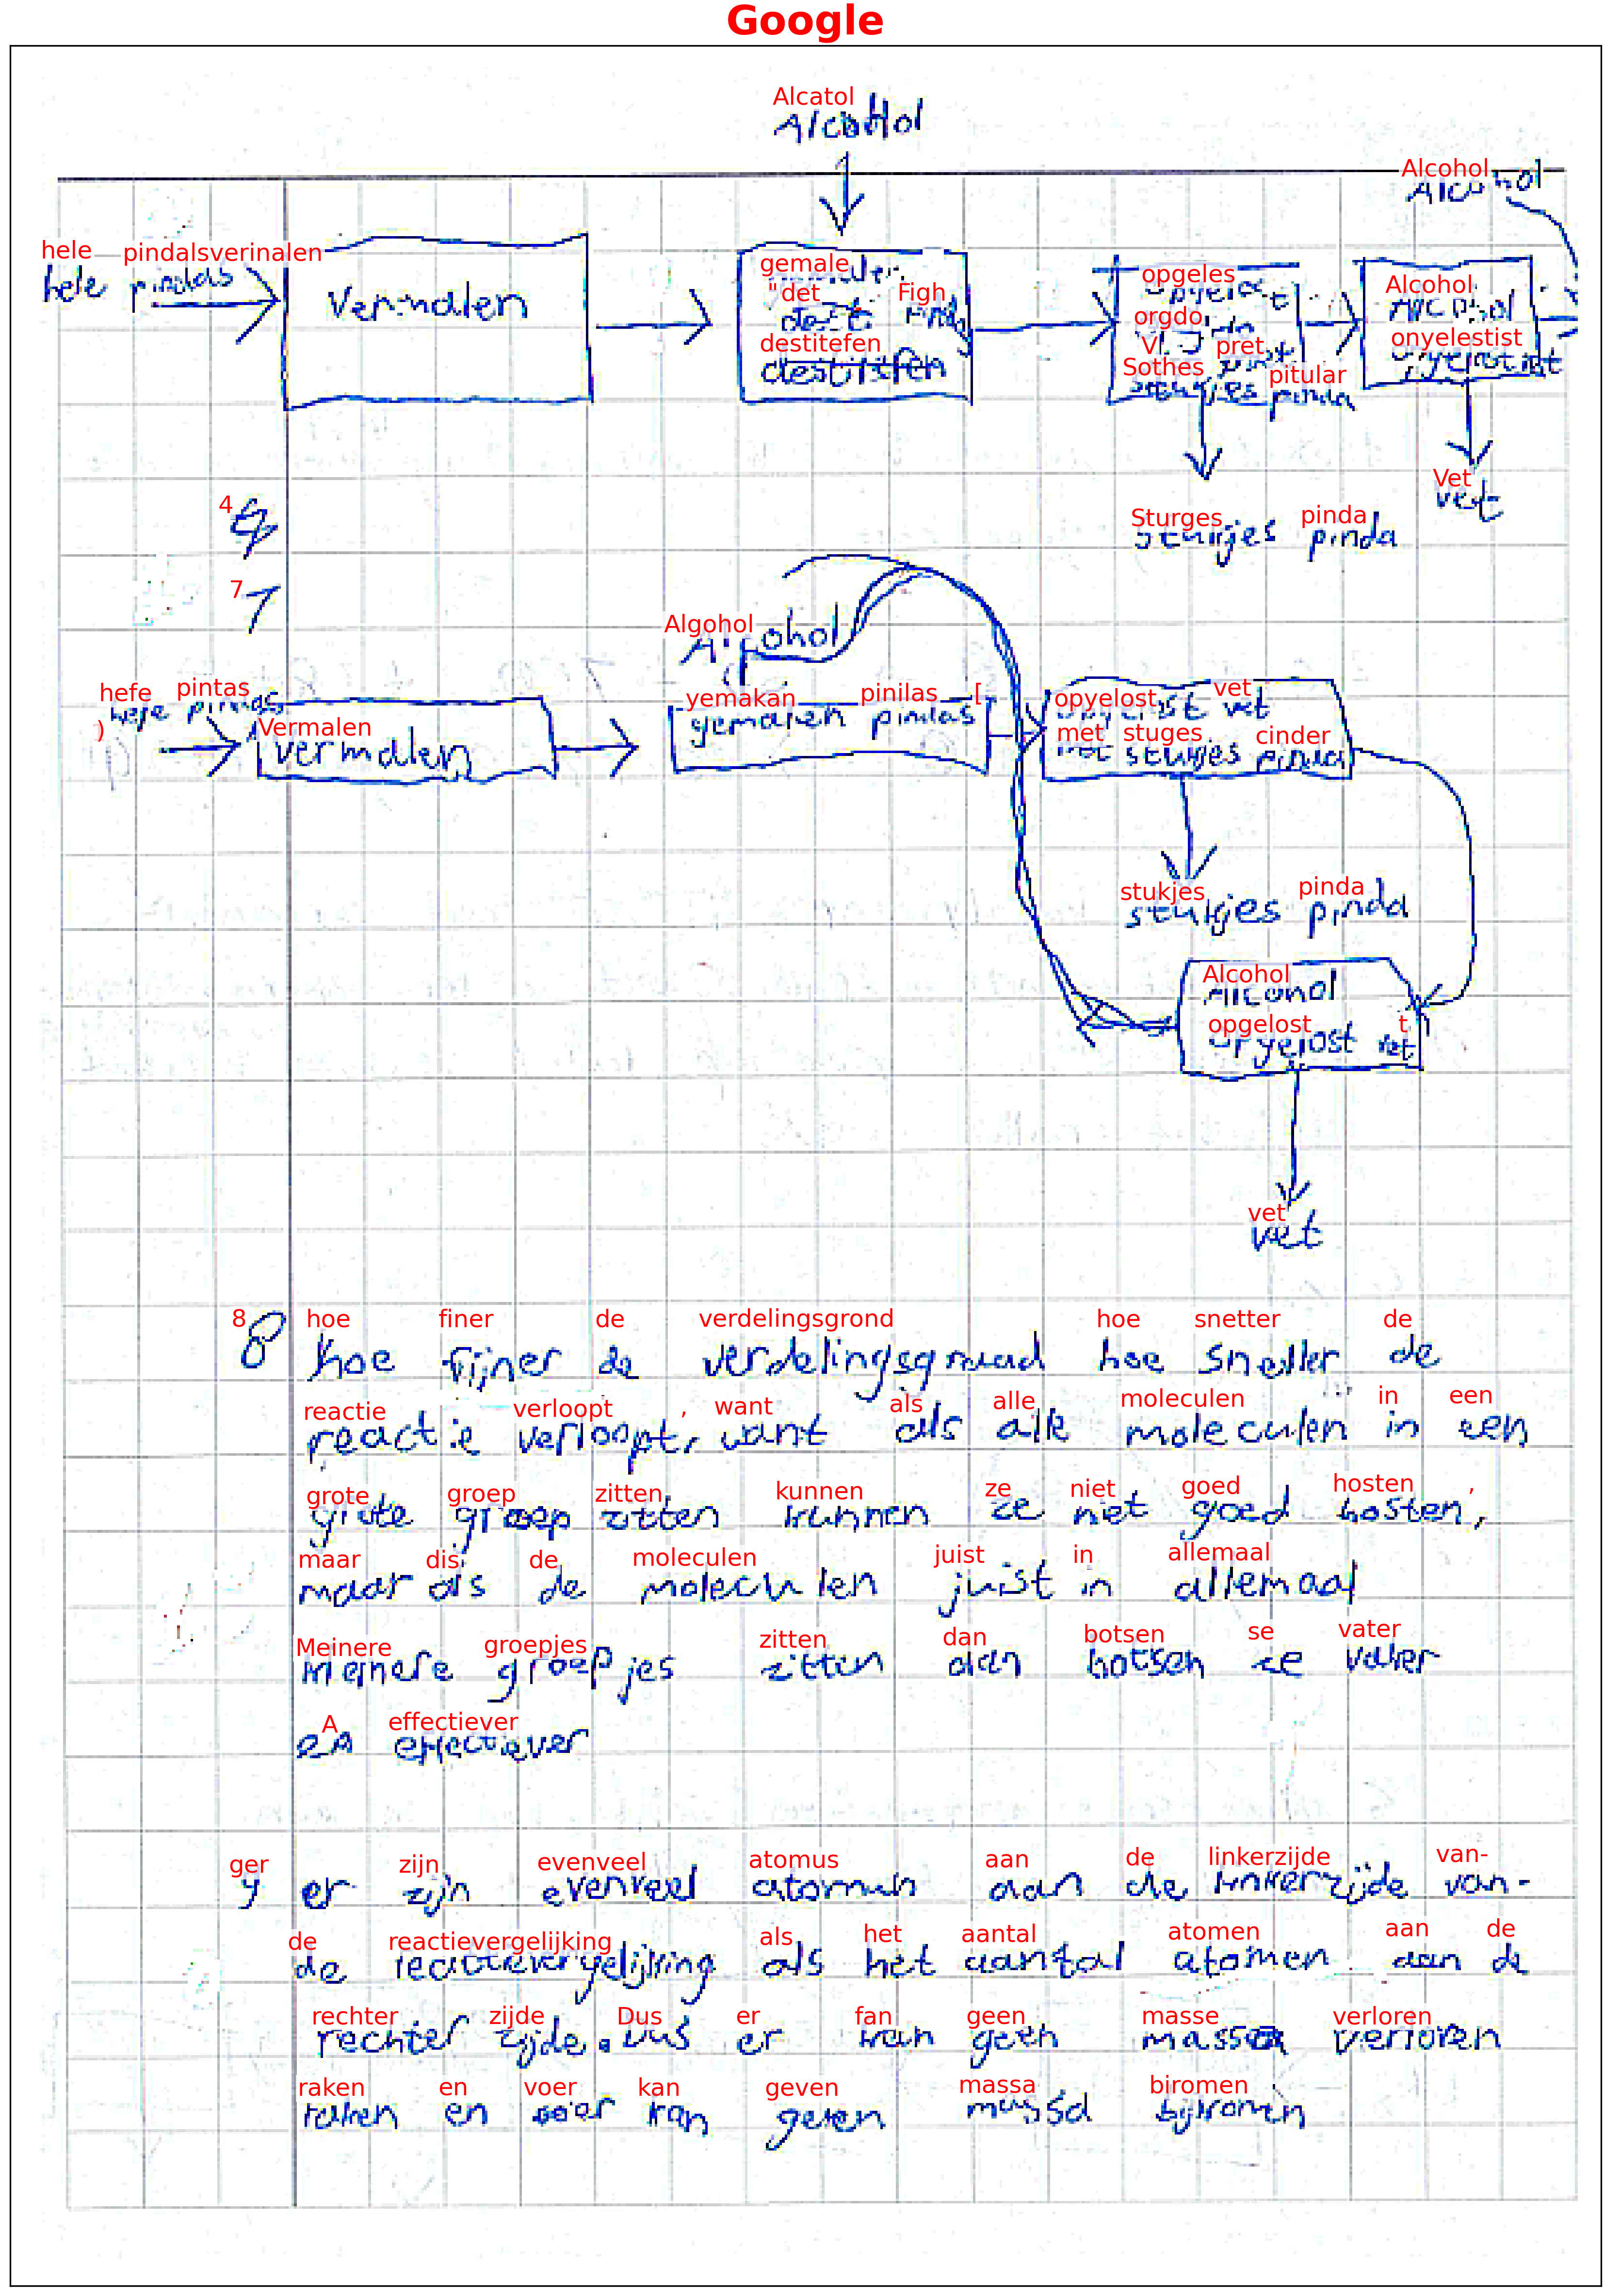 Google
Alcatol
Alcohol
Alcohol
Alcohol
hele pindalsverinalen
hele pindas
vermalen
gemale
"det Figh
destitefen
opgeles
orgdo
V pret
Sothes pitular
stukjes pinda
Alcohol
Alcohol
onyelestist
Vet
vet
Sturges pinda
stukjes pinda
4
7
7
Algohol
hefe pintas
)
hele pindas
Vermalen
vermalen
yemakan pinilas [
gemalen pindas
opyelost vet
opgelost vet
met stuges cinder
met stukjes pinda
stukjes pinda
stukjes pinda
Alcohol
Alcohol
opgelost t
opgelost vet
vet
vet
8 hoe finer de verdelingsgrond hoe snetter de
8 hoe fijner de verdelingsgraad hoe sneller de
reactie verloopt , want als alle moleculen in een
reactie verloopt, want als alle moleculen in een
grote groep zitten kunnen ze niet goed hosten ,
grote groep zitten kunnen ze niet goed botsen,
maar dis de moleculen juist in allemaal
maar als de moleculen juist in allemaal
Meinere groepjes zitten dan botsen se vater
kleinere groepjes zitten dan botsen ze vaker
A effectiever
en effectiever
ger zijn evenveel atomus aan de linkerzijde van-
9 er zijn evenveel atomen aan de linkerzijde van-
de reactievergelijking als het aantal atomen aan de
de reactievergelijking als het aantal atomen aan de
rechter zijde Dus er fan geen masse verloren
rechter zijde. Dus er kan geen massa verloren
raken en voer kan geven massa biromen
raken en er kan geen massa bijkomen